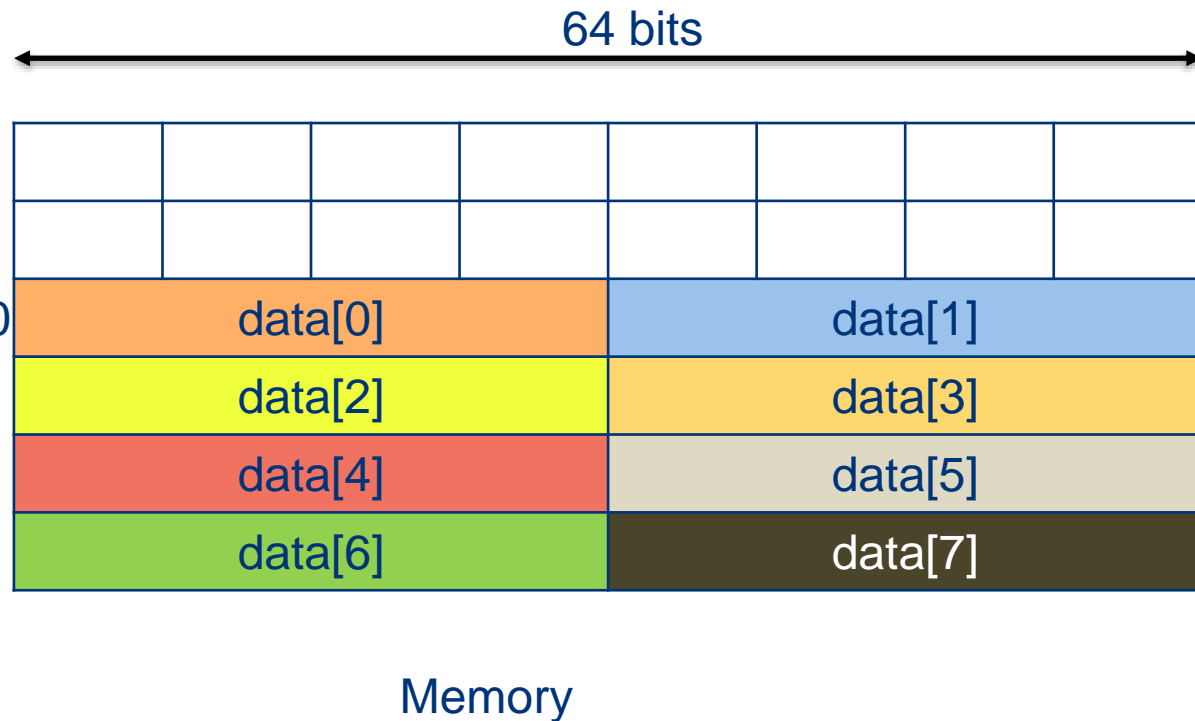 64 bits
0
data[0] data[1]
data[2] data[3]
data[4] data[5]
data[6] data[7]
Memory